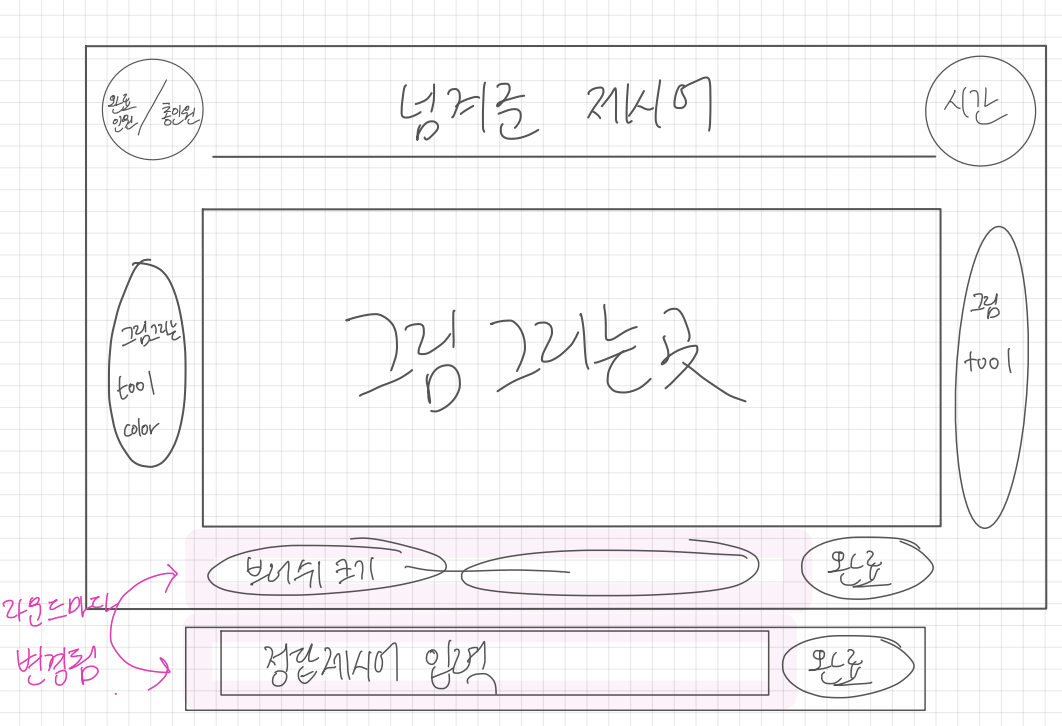 완료
인원 / 총인원
넘겨준 제시어
시간
그림그리는
tool
color
그림 그리는 곳
그림
tool
브러쉬 크기
완료
라운드마다
변경됨
정답제시어 입력
완료